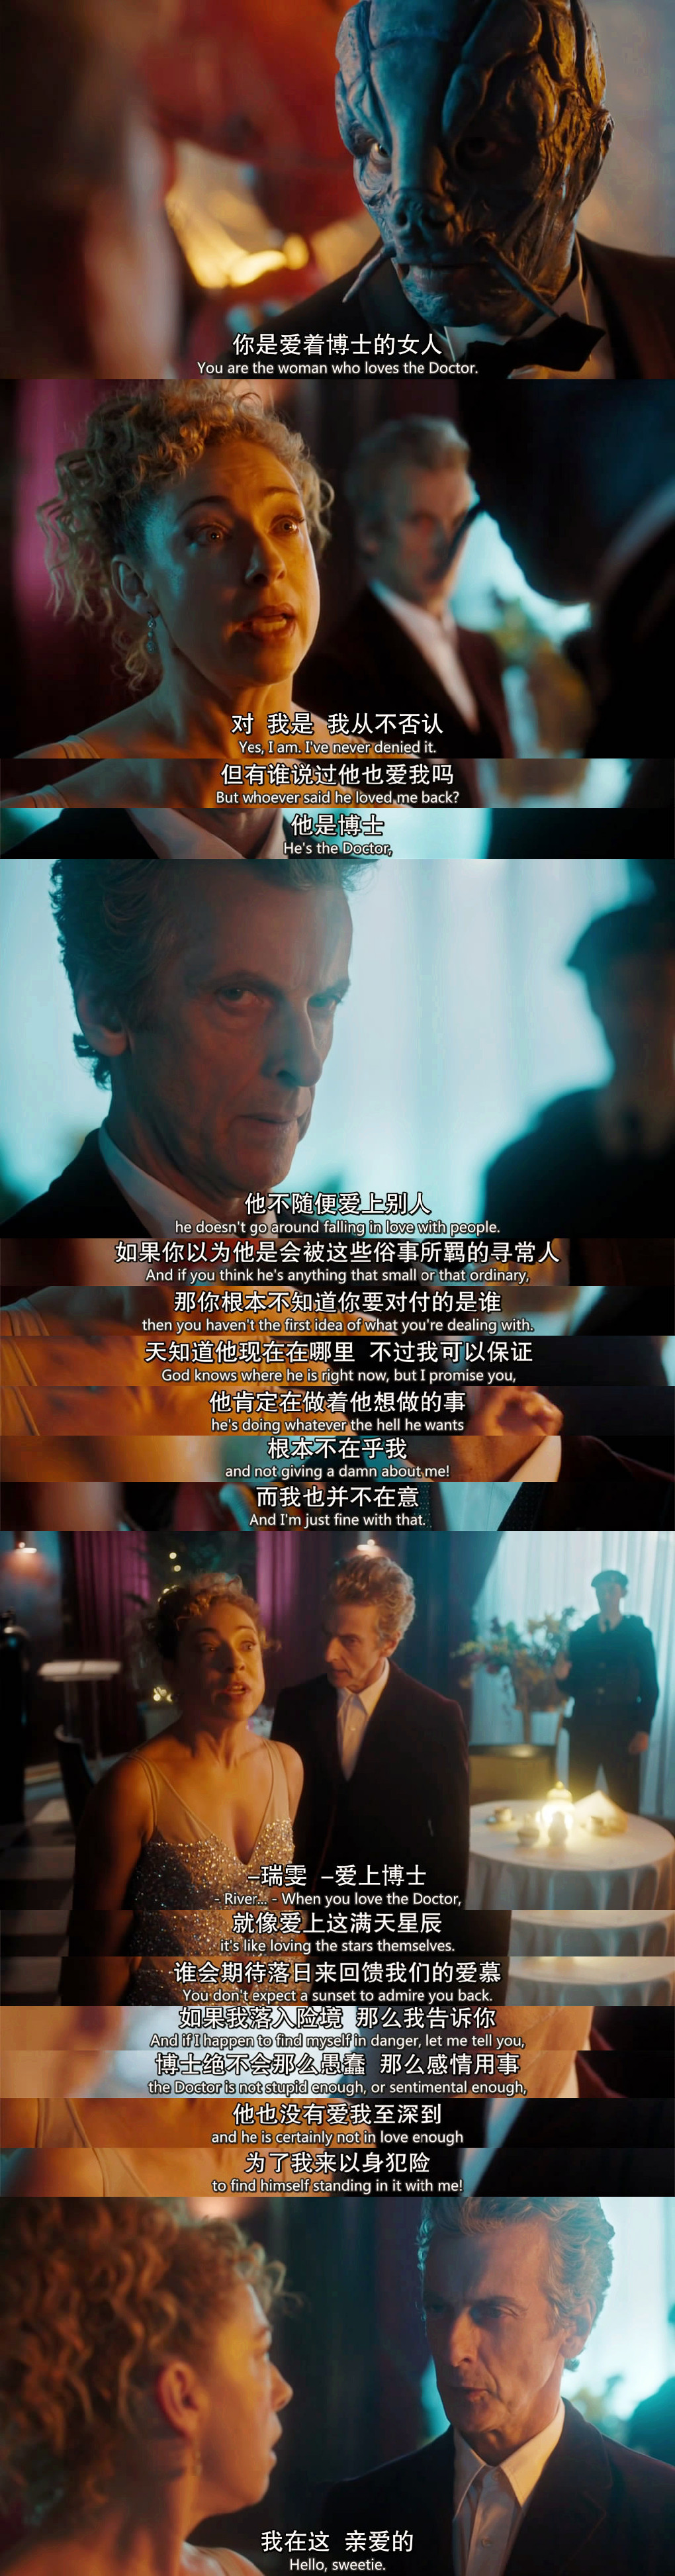 你是爱着博士的女人
You are the woman who loves the Doctor.
对 我是 我从不否认
Yes, I am. I've never denied it.
但有谁说过他也爱我吗
But whoever said he loved me back?
他是博士
He's the Doctor,
他不随便爱上别人
he doesn't go around falling in love with people.
如果你以为他是会被这些俗事所羁的寻常人
And if you think he's anything that small or that ordinary,
那你根本不知道你要对付的是谁
then you haven't the first idea of what you're dealing with.
天知道他现在在哪里 不过我可以保证
God knows where he is right now, but I promise you,
他肯定在做着他想做的事
he's doing whatever the hell he wants
根本不在乎我
and not giving a damn about me!
而我也并不在意
And I'm just fine with that.
–瑞雯 –爱上博士
- River... - When you love the Doctor,
就像爱上这满天星辰
it's like loving the stars themselves.
谁会期待落日来回馈我们的爱慕
You don't expect a sunset to admire you back.
如果我落入险境 那么我告诉你
And if I happen to find myself in danger, let me tell you,
博士绝不会那么愚蠢 那么感情用事
the Doctor is not stupid enough, or sentimental enough,
他也没有爱我至深到
and he is certainly not in love enough
为了我来以身犯险
to find himself standing in it with me!
我在这 亲爱的
Hello, sweetie.